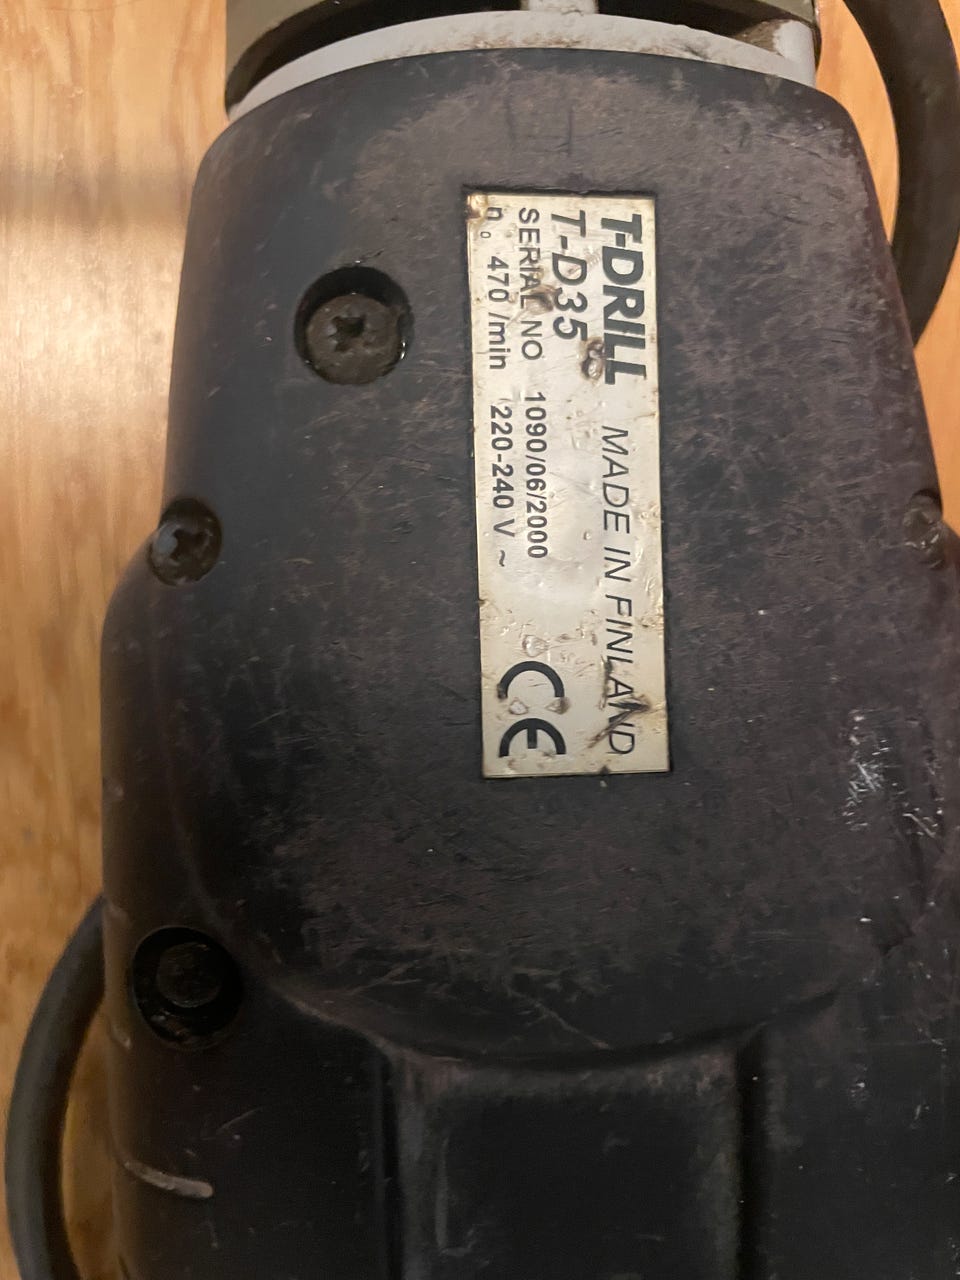 T-DRILL MADE IN FINLAND
T-D35
SERIAL NO 1090/06/2000
n₀ 470 /min 220-240 V ~
CE